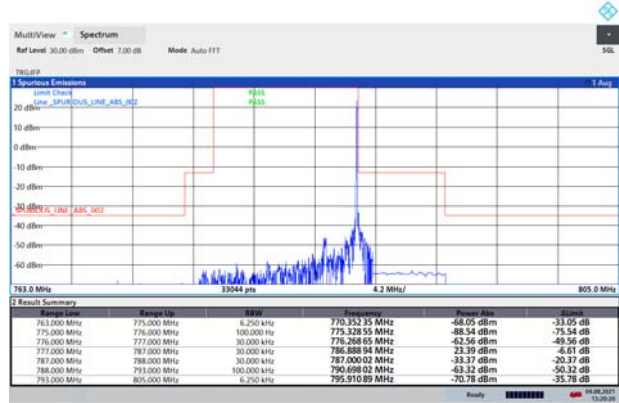 MultiView Spectrum
Ref Level 30.00 dBm Offset 7.00 dB Mode Auto FFT SGL
TRG:IFP
1 Spurious Emissions 1 Avg
Limit Check PASS
Line _SPURIOUS_LINE_ABS_002 PASS
20 dBm
10 dBm
0 dBm
-10 dBm
-20 dBm
SPURIOUS_LINE_ABS_002
-40 dBm
-50 dBm
-60 dBm
763.0 MHz 33044 pts 4.2 MHz/ 805.0 MHz
2 Result Summary
Range Low Range Up RBW Frequency Power Abs ΔLimit
763.000 MHz 775.000 MHz 6.250 kHz 770.352 35 MHz -68.05 dBm -33.05 dB
775.000 MHz 776.000 MHz 100.000 Hz 775.328 55 MHz -88.54 dBm -75.54 dB
776.000 MHz 777.000 MHz 30.000 kHz 776.268 65 MHz -62.56 dBm -49.56 dB
777.000 MHz 787.000 MHz 30.000 kHz 786.888 94 MHz 23.39 dBm -6.61 dB
787.000 MHz 788.000 MHz 30.000 kHz 787.000 02 MHz -33.37 dBm -20.37 dB
788.000 MHz 793.000 MHz 100.000 kHz 790.698 02 MHz -63.32 dBm -50.32 dB
793.000 MHz 805.000 MHz 6.250 kHz 795.910 89 MHz -70.78 dBm -35.78 dB
Ready 09.08.2021
13:20:20